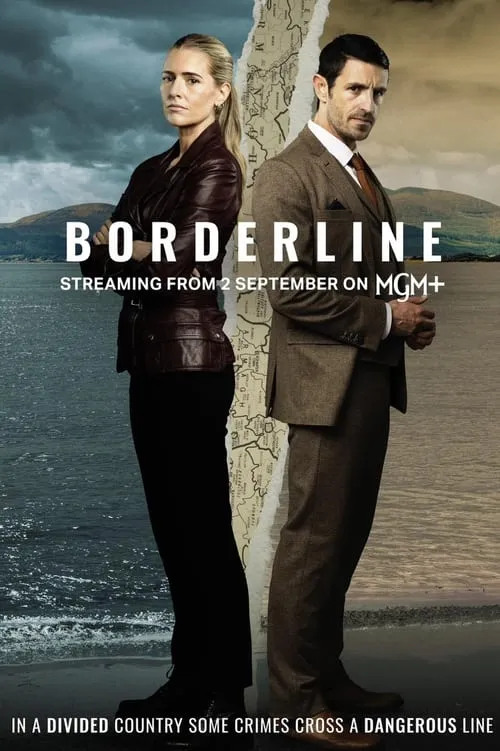 BORDERLINE
STREAMING FROM 2 SEPTEMBER ON MGM+
IN A DIVIDED COUNTRY SOME CRIMES CROSS A DANGEROUS LINE